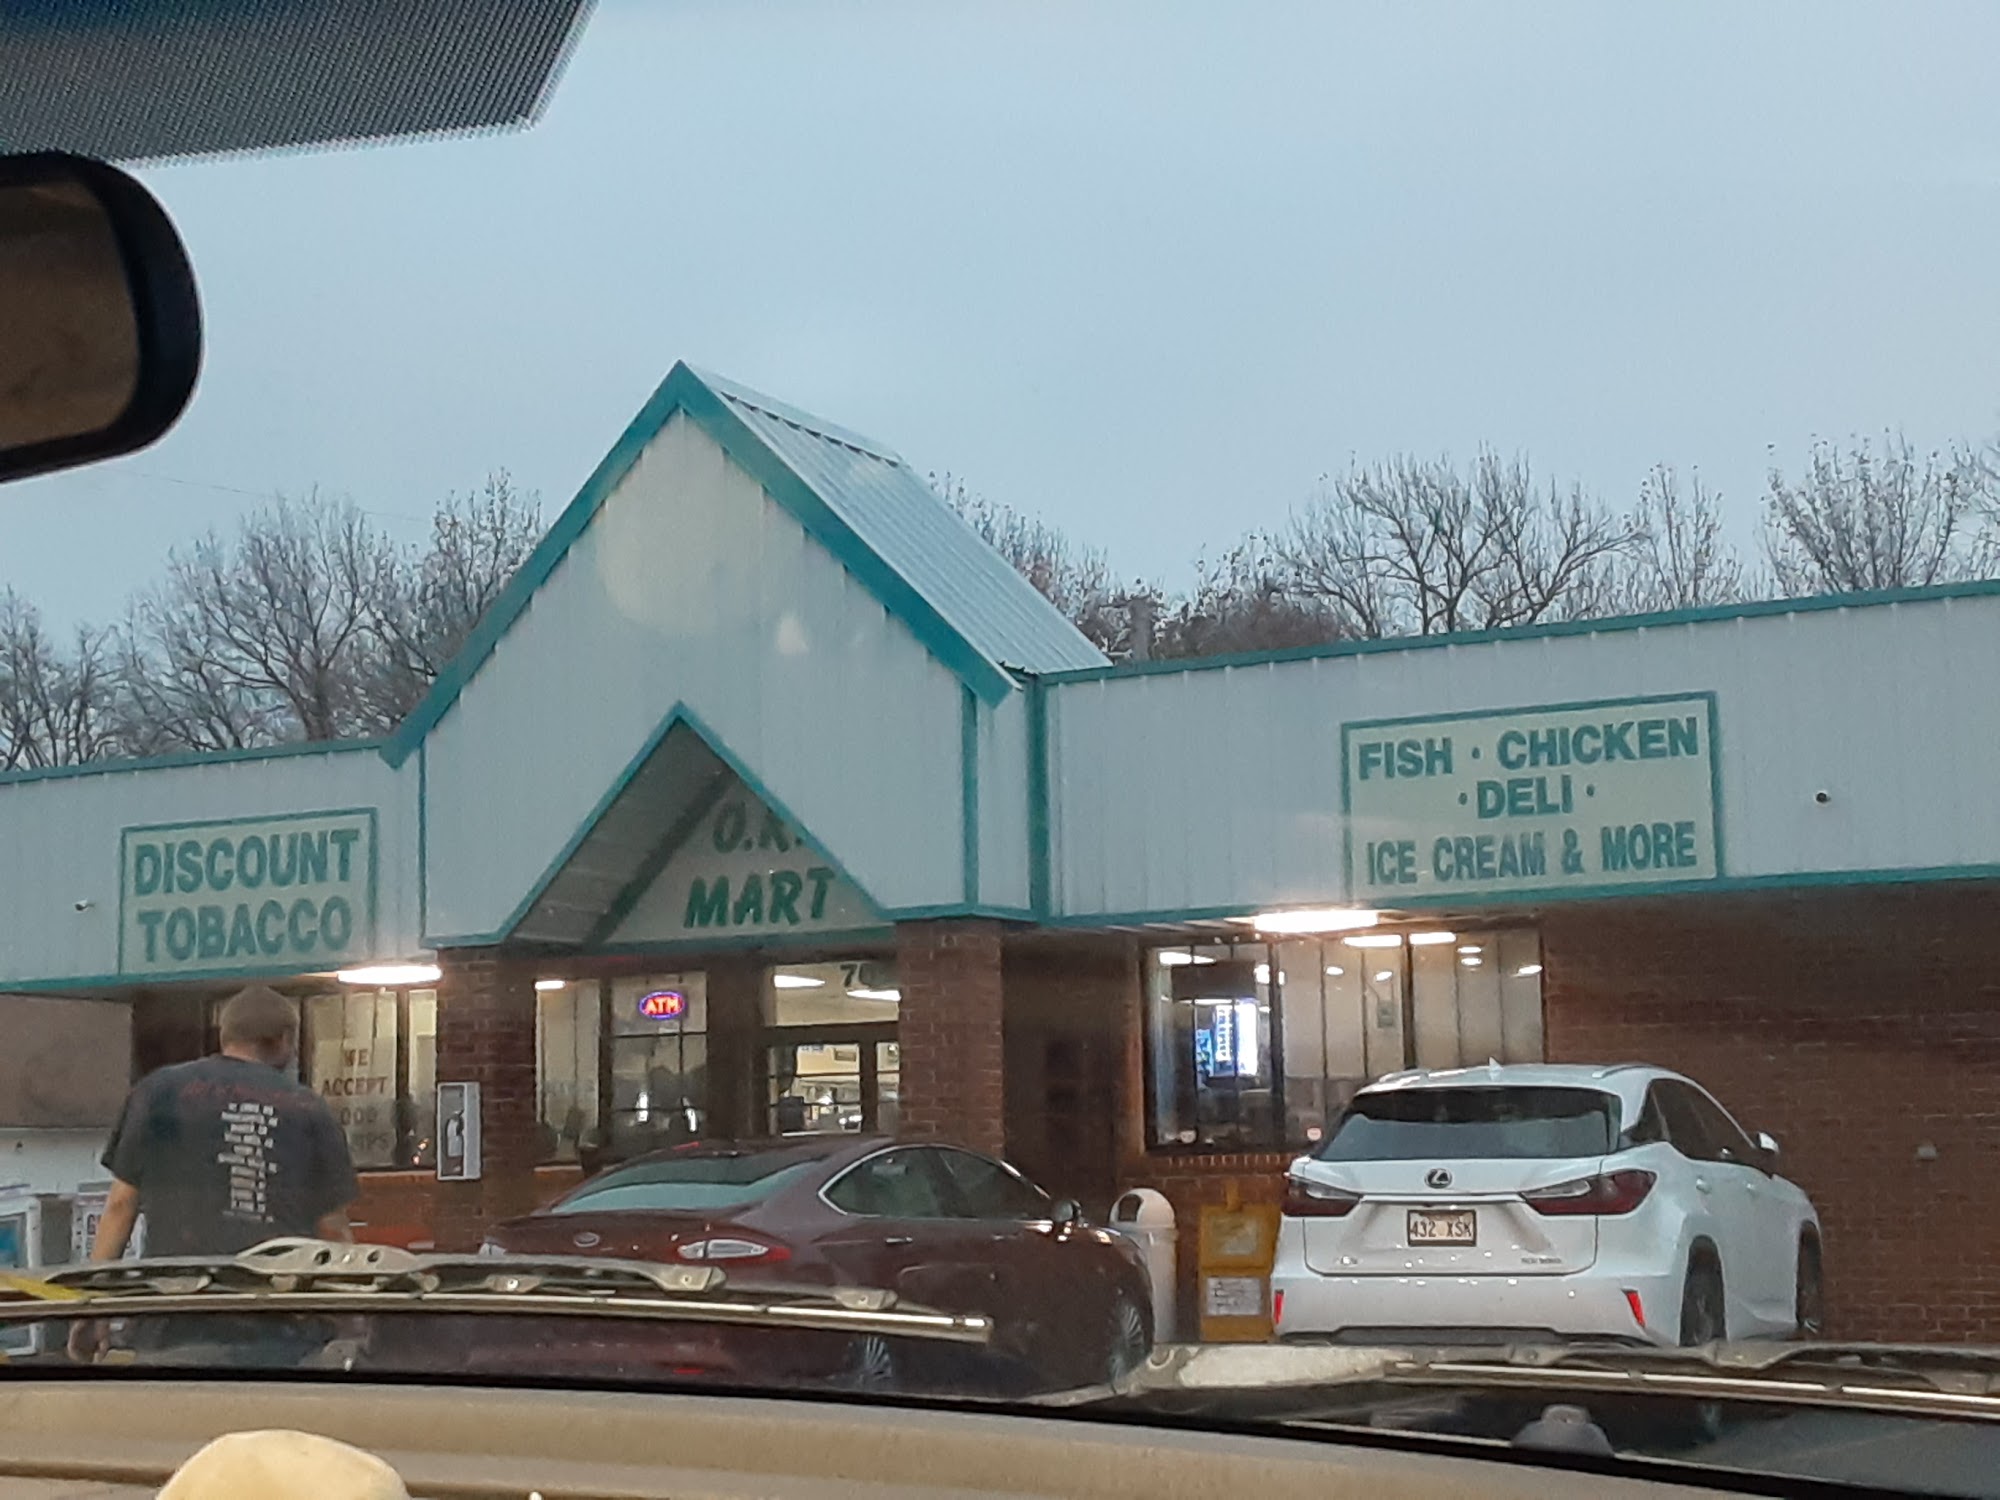 DISCOUNT
TOBACCO
O.K.
MART
FISH · CHICKEN
· DELI ·
ICE CREAM & MORE
ATM
WE
ACCEPT
432 XSK